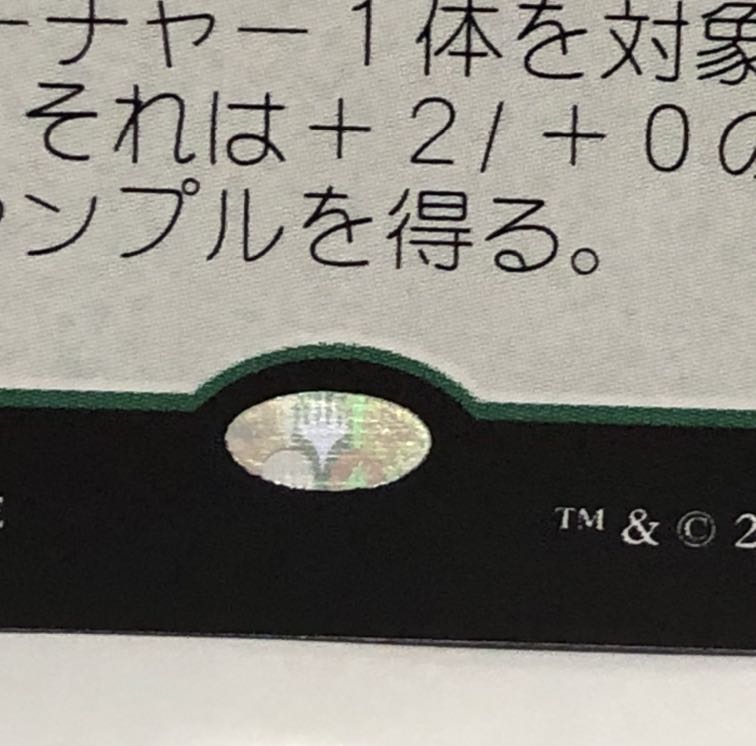 ーナャー１体を対象
それは＋２/＋０の
ンプルを得る。
™ & © 2